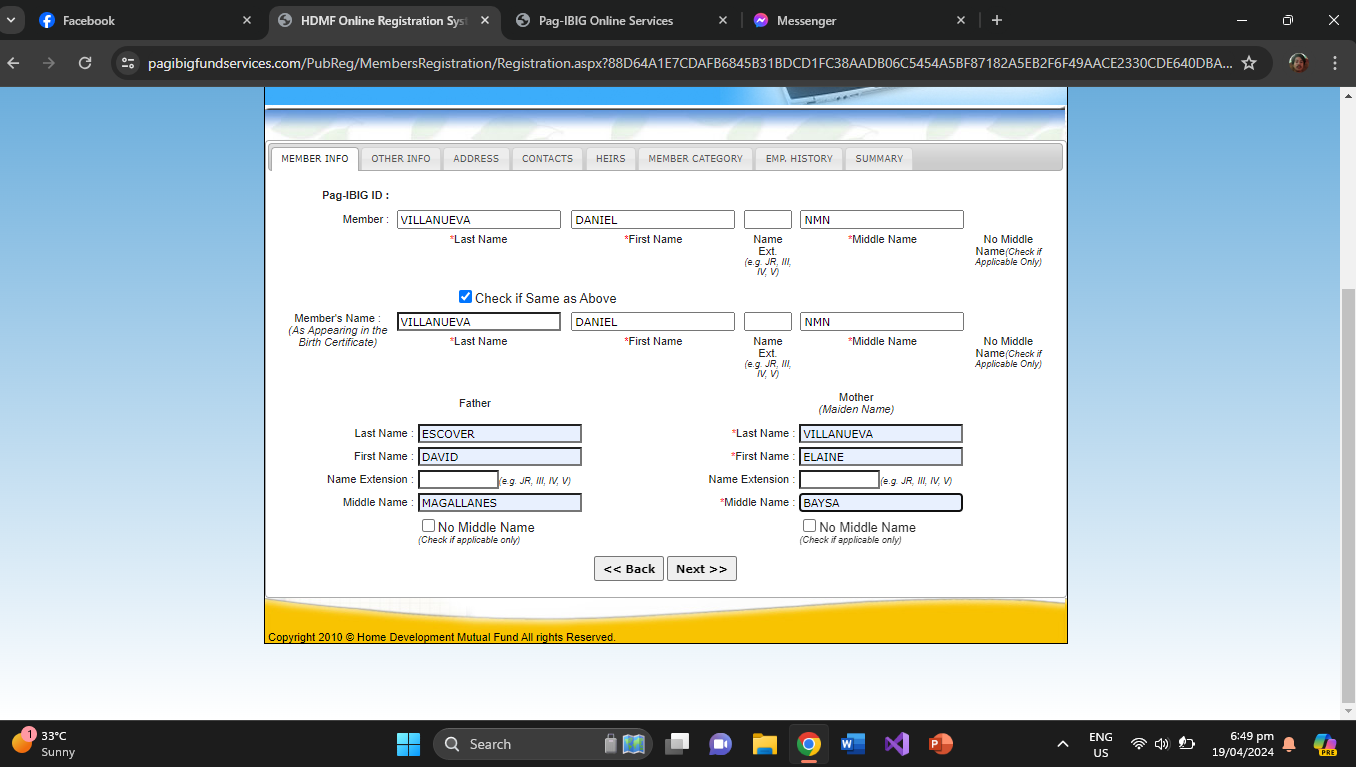 Facebook
HDMF Online Registration Syst
Pag-IBIG Online Services
Messenger
pagibigfundservices.com/PubReg/MembersRegistration/Registration.aspx?88D64A1E7CDAFB6845B31BDCD1FC38AADB06C5454A5BF87182A5EB2F6F49AACE2330CDE640DBA...
MEMBER INFO
OTHER INFO
ADDRESS
CONTACTS
HEIRS
MEMBER CATEGORY
EMP. HISTORY
SUMMARY
Pag-IBIG ID :
Member : VILLANUEVA DANIEL NMN
*Last Name
*First Name
Name
Ext.
(e.g. JR, III,
IV, V)
*Middle Name
No Middle
Name(Check if
Applicable Only)
Check if Same as Above
Member's Name :
(As Appearing in the
Birth Certificate)
VILLANUEVA DANIEL NMN
*Last Name
*First Name
Name
Ext.
(e.g. JR, III,
IV, V)
*Middle Name
No Middle
Name(Check if
Applicable Only)
Father
Last Name : ESCOVER
First Name : DAVID
Name Extension : (e.g. JR, III, IV, V)
Middle Name : MAGALLANES
No Middle Name
(Check if applicable only)
Mother
(Maiden Name)
*Last Name : VILLANUEVA
*First Name : ELAINE
Name Extension : (e.g. JR, III, IV, V)
*Middle Name : BAYSA
No Middle Name
(Check if applicable only)
<< Back
Next >>
Copyright 2010 © Home Development Mutual Fund All rights Reserved.
1
33°C
Sunny
Search
ENG
US
6:49 pm
19/04/2024
PRE